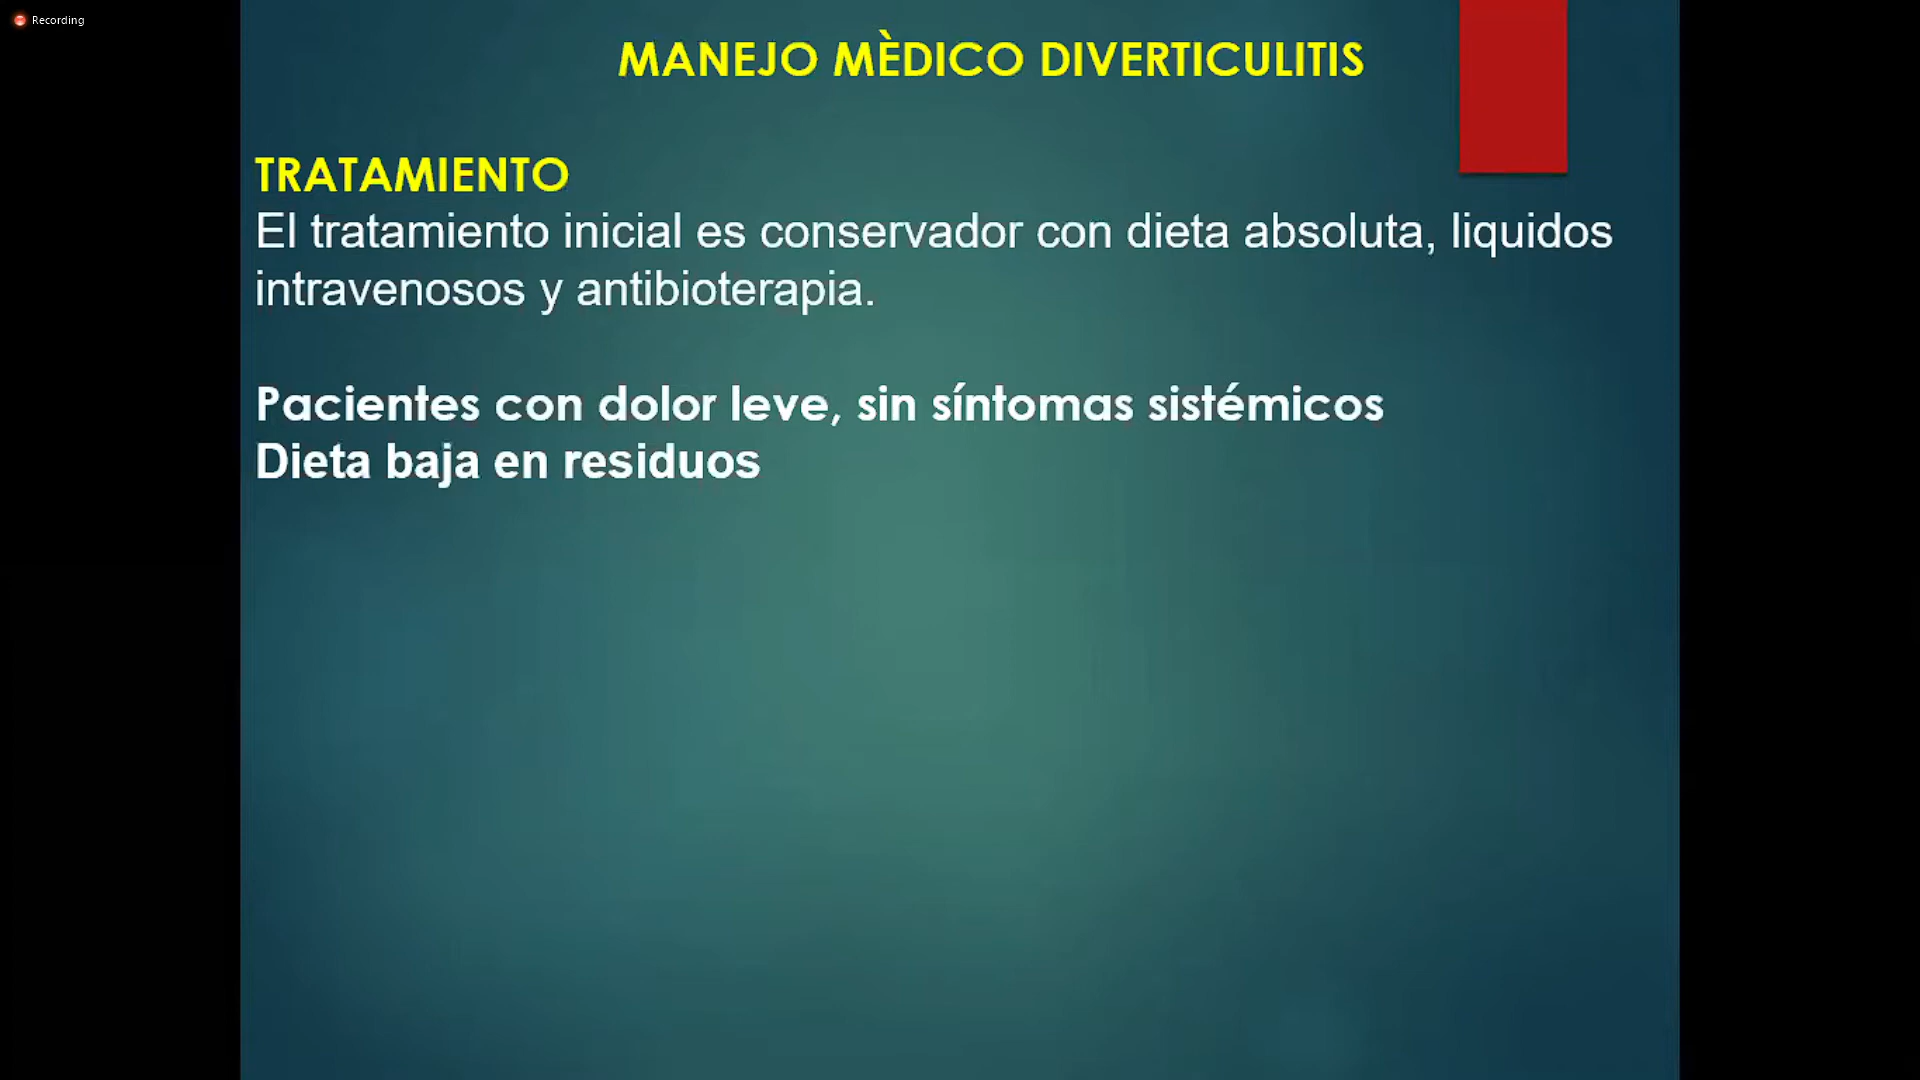 Recording
MANEJO MÈDICO DIVERTICULITIS
TRATAMIENTO
El tratamiento inicial es conservador con dieta absoluta, liquidos
intravenosos y antibioterapia.
Pacientes con dolor leve, sin síntomas sistémicos
Dieta baja en residuos